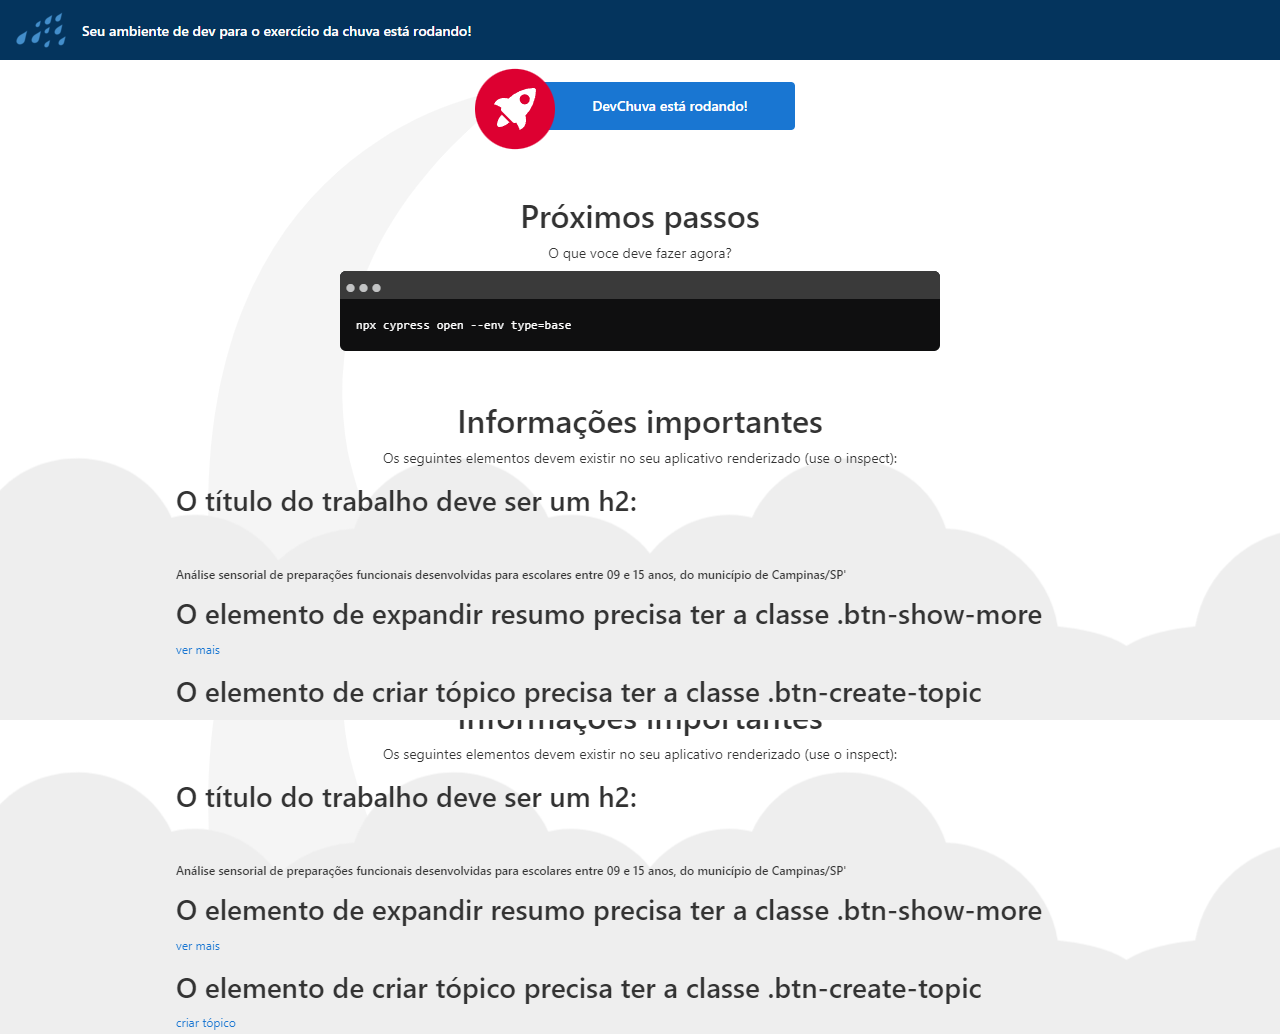 Seu ambiente de dev para o exercício da chuva está rodando!
DevChuva está rodando!
Próximos passos
O que voce deve fazer agora?
npx cypress open --env type=base
Informações importantes
Os seguintes elementos devem existir no seu aplicativo renderizado (use o inspect):
O título do trabalho deve ser um h2:
Análise sensorial de preparações funcionais desenvolvidas para escolares entre 09 e 15 anos, do município de Campinas/SP'
O elemento de expandir resumo precisa ter a classe .btn-show-more
ver mais
O elemento de criar tópico precisa ter a classe .btn-create-topic
Informações importantes
Os seguintes elementos devem existir no seu aplicativo renderizado (use o inspect):
O título do trabalho deve ser um h2:
Análise sensorial de preparações funcionais desenvolvidas para escolares entre 09 e 15 anos, do município de Campinas/SP'
O elemento de expandir resumo precisa ter a classe .btn-show-more
ver mais
O elemento de criar tópico precisa ter a classe .btn-create-topic
criar tópico